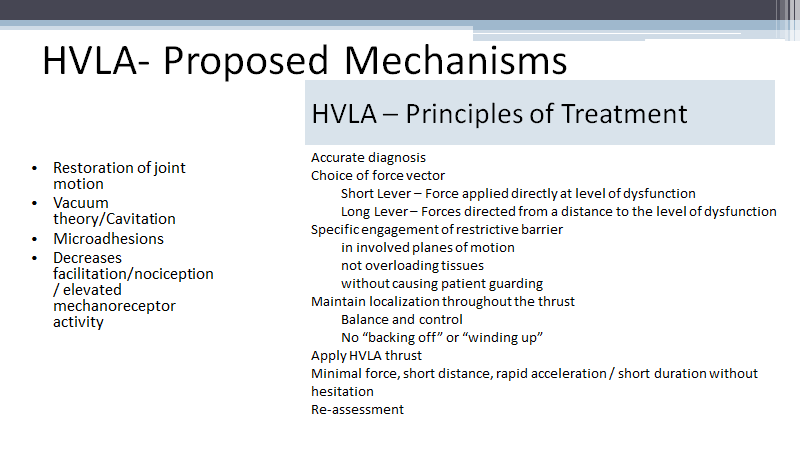 HVLA- Proposed Mechanisms
• Restoration of joint
motion
• Vacuum
theory/Cavitation
• Microadhesions
• Decreases
facilitation/nociception
/ elevated
mechanoreceptor
activity
HVLA – Principles of Treatment
Accurate diagnosis
Choice of force vector
Short Lever – Force applied directly at level of dysfunction
Long Lever – Forces directed from a distance to the level of dysfunction
Specific engagement of restrictive barrier
in involved planes of motion
not overloading tissues
without causing patient guarding
Maintain localization throughout the thrust
Balance and control
No “backing off” or “winding up”
Apply HVLA thrust
Minimal force, short distance, rapid acceleration / short duration without
hesitation
Re-assessment